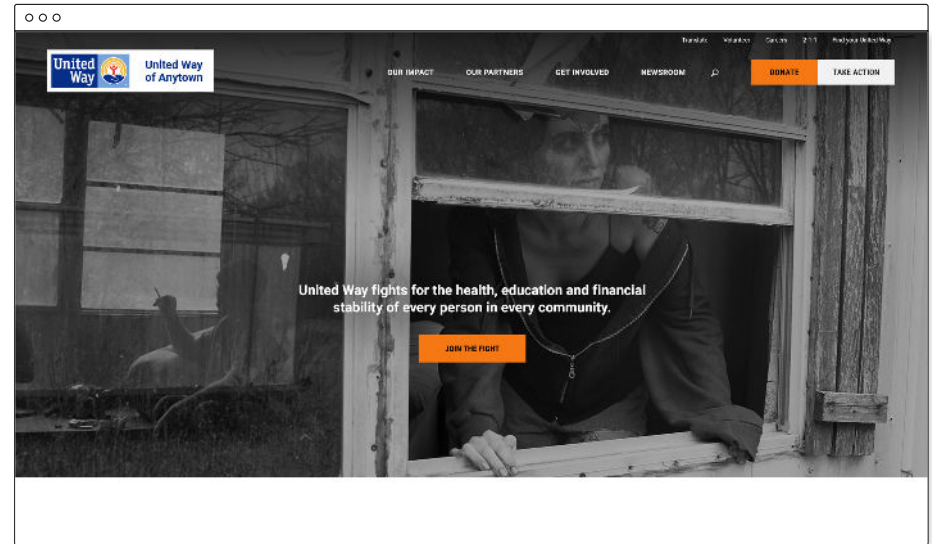 Translate Volunteer Careers 2-1-1 Find your United Way
United Way
United Way of Anytown
OUR IMPACT OUR PARTNERS GET INVOLVED NEWSROOM DONATE TAKE ACTION
United Way fights for the health, education and financial
stability of every person in every community.
JOIN THE FIGHT